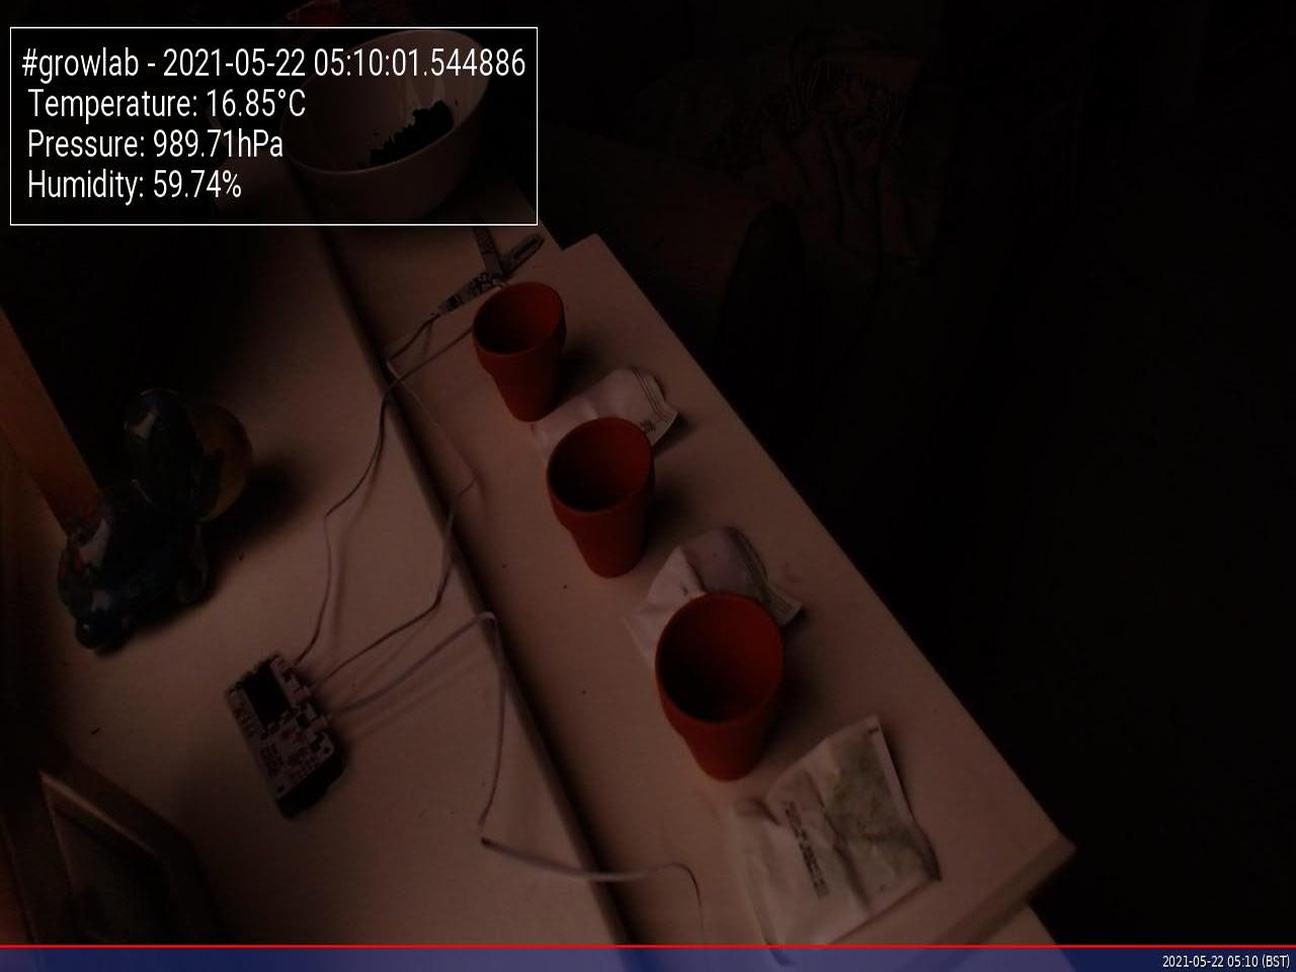 #growlab - 2021-05-22 05:10:01.544886
Temperature: 16.85°C
Pressure: 989.71hPa
Humidity: 59.74%
2021-05-22 05:10 (BST)